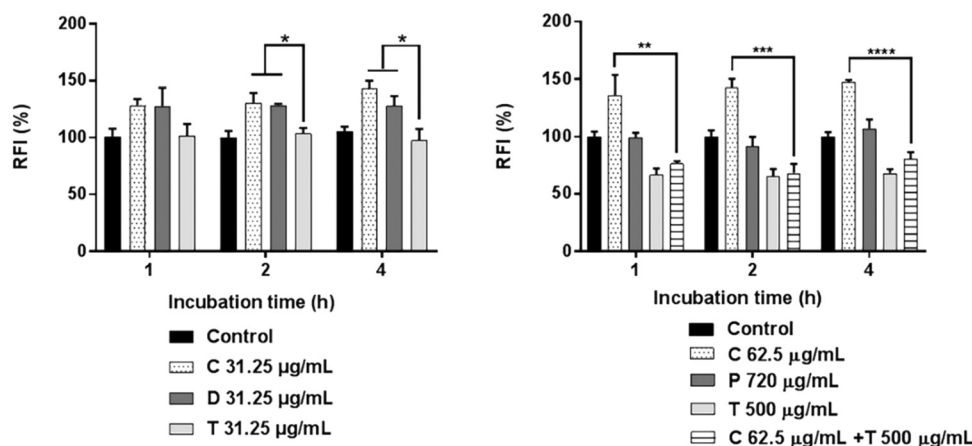 200
150
100
50
0
RFI (%)
*
*
1
2
4
Incubation time (h)
Control
C 31.25 µg/mL
D 31.25 µg/mL
T 31.25 µg/mL
200
150
100
50
0
RFI (%)
**
***
****
1
2
4
Incubation time (h)
Control
C 62.5 µg/mL
P 720 µg/mL
T 500 µg/mL
C 62.5 µg/mL +T 500 µg/mL